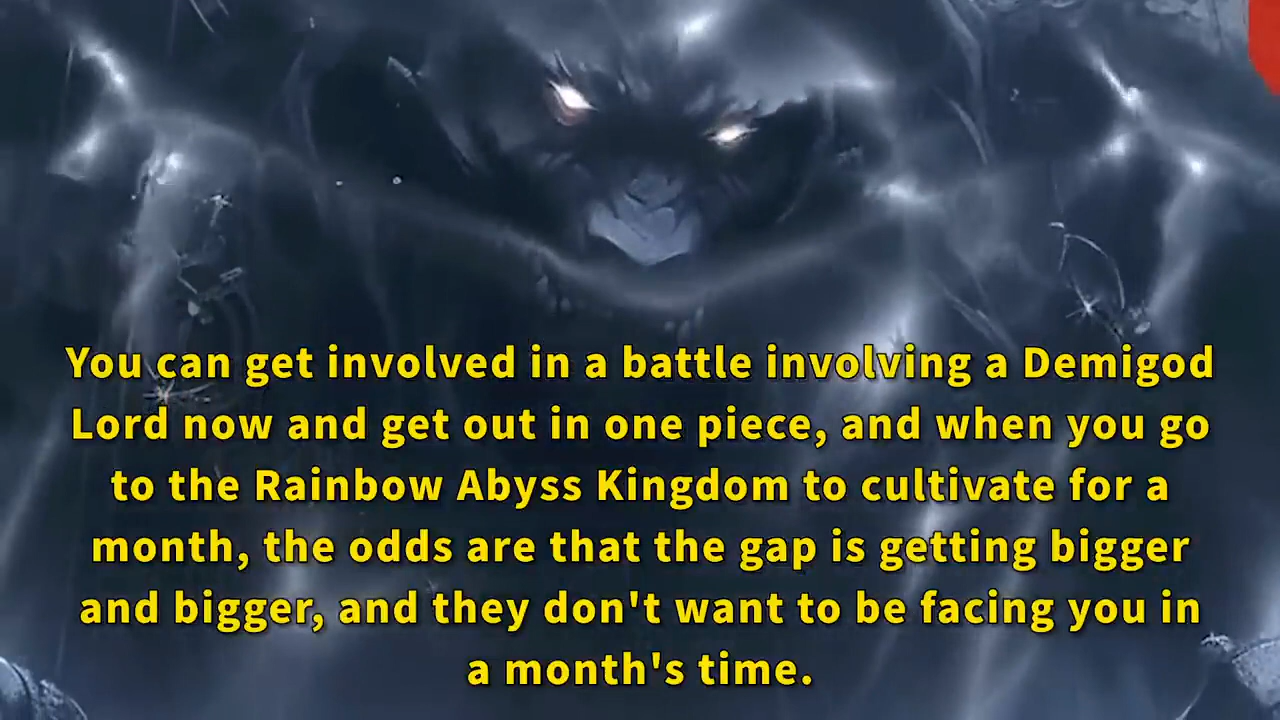 You can get involved in a battle involving a Demigod
Lord now and get out in one piece, and when you go
to the Rainbow Abyss Kingdom to cultivate for a
month, the odds are that the gap is getting bigger
and bigger, and they don't want to be facing you in
a month's time.